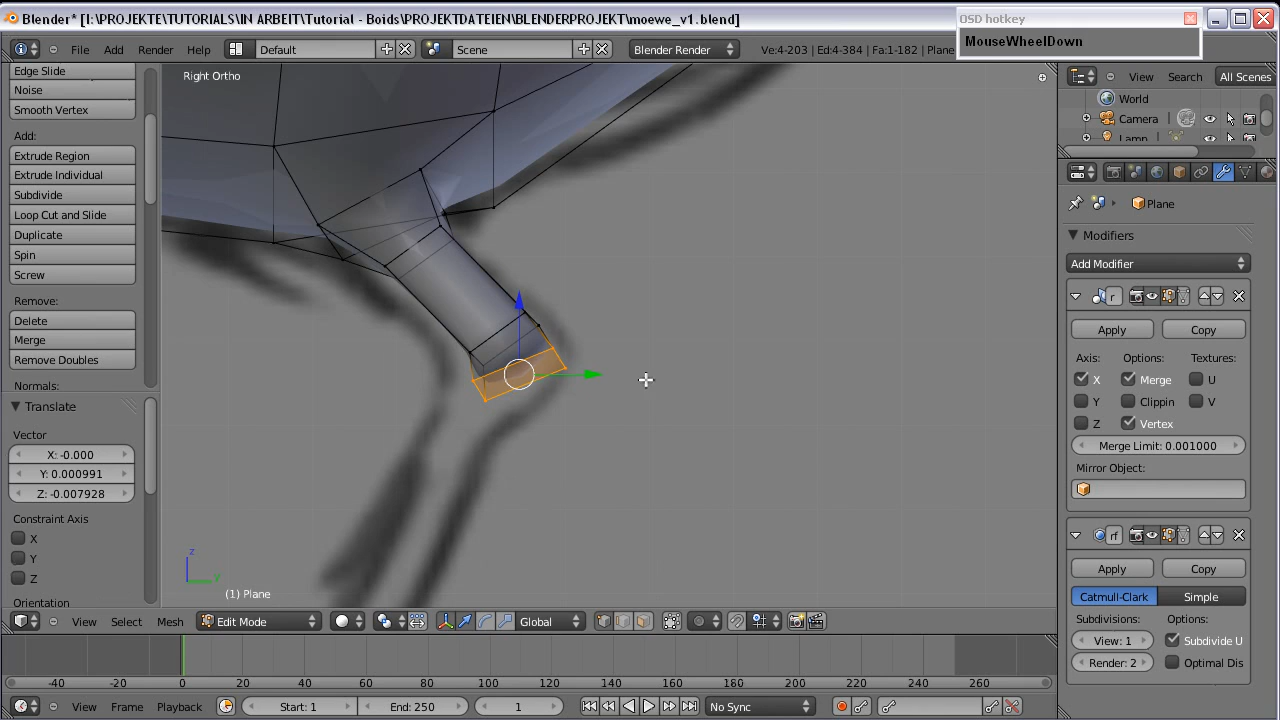 Blender* [I:\PROJEKTE\TUTORIALS\IN ARBEIT\Tutorial - Boids\PROJEKTDATEIEN\BLENDERPROJEKT\moewe_v1.blend]
OSD hotkey
MouseWheelDown
File Add Render Help Default Scene Blender Render Ve:4-203 | Ed:4-384 | Fa:1-182 | Plane
View Search All Scenes
World
Camera
Lamp
Edge Slide
Noise
Smooth Vertex
Add:
Extrude Region
Extrude Individual
Subdivide
Loop Cut and Slide
Duplicate
Spin
Screw
Remove:
Delete
Merge
Remove Doubles
Normals:
Translate
Vector
X: -0.000
Y: 0.000991
Z: -0.007928
Constraint Axis
X
Y
Z
Orientation
Right Ortho
z
y
(1) Plane
Plane
Modifiers
Add Modifier
r
Apply Copy
Axis: Options: Textures:
X Merge U
Y Clippin V
Z Vertex
Merge Limit: 0.001000
Mirror Object:
rf
Apply Copy
Catmull-Clark Simple
Subdivisions: Options:
View: 1 Subdivide U
Render: 2 Optimal Dis
View Select Mesh Edit Mode Global
-40 -20 0 20 40 60 80 100 120 140 160 180 200 220 240 260
View Frame Playback Start: 1 End: 250 1 No Sync